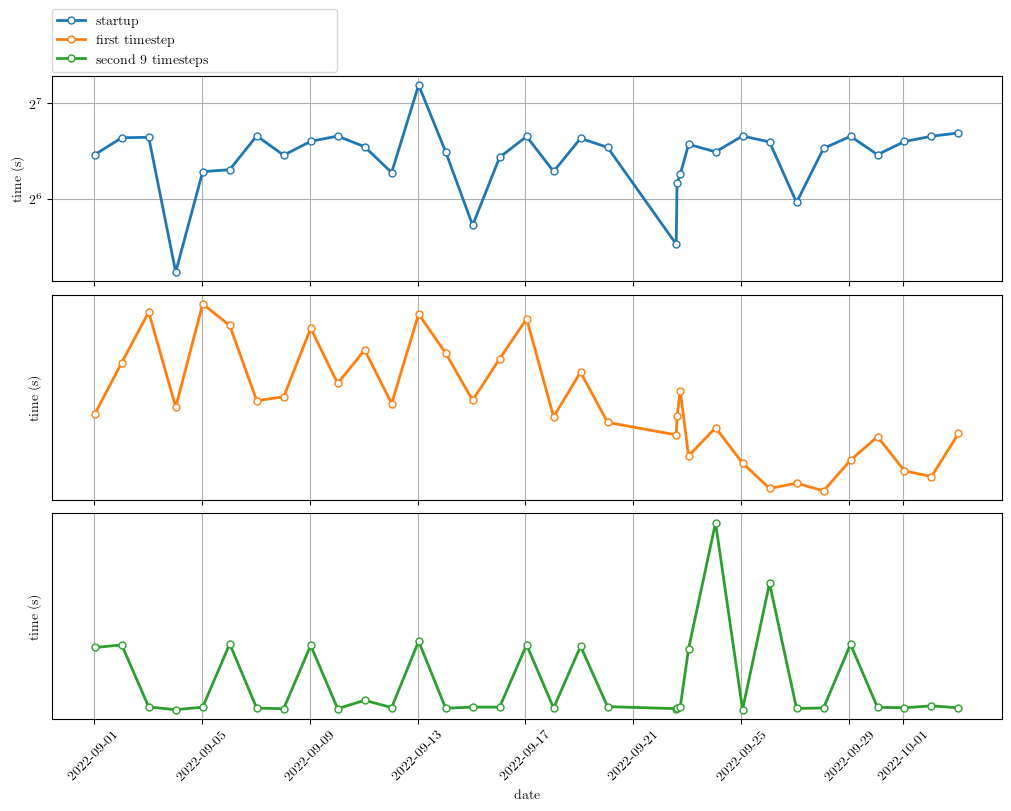 startup
first timestep
second 9 timesteps
2⁷
time (s)
2⁶
time (s)
time (s)
2022-09-01
2022-09-05
2022-09-09
2022-09-13
2022-09-17
2022-09-21
2022-09-25
2022-09-29
2022-10-01
date